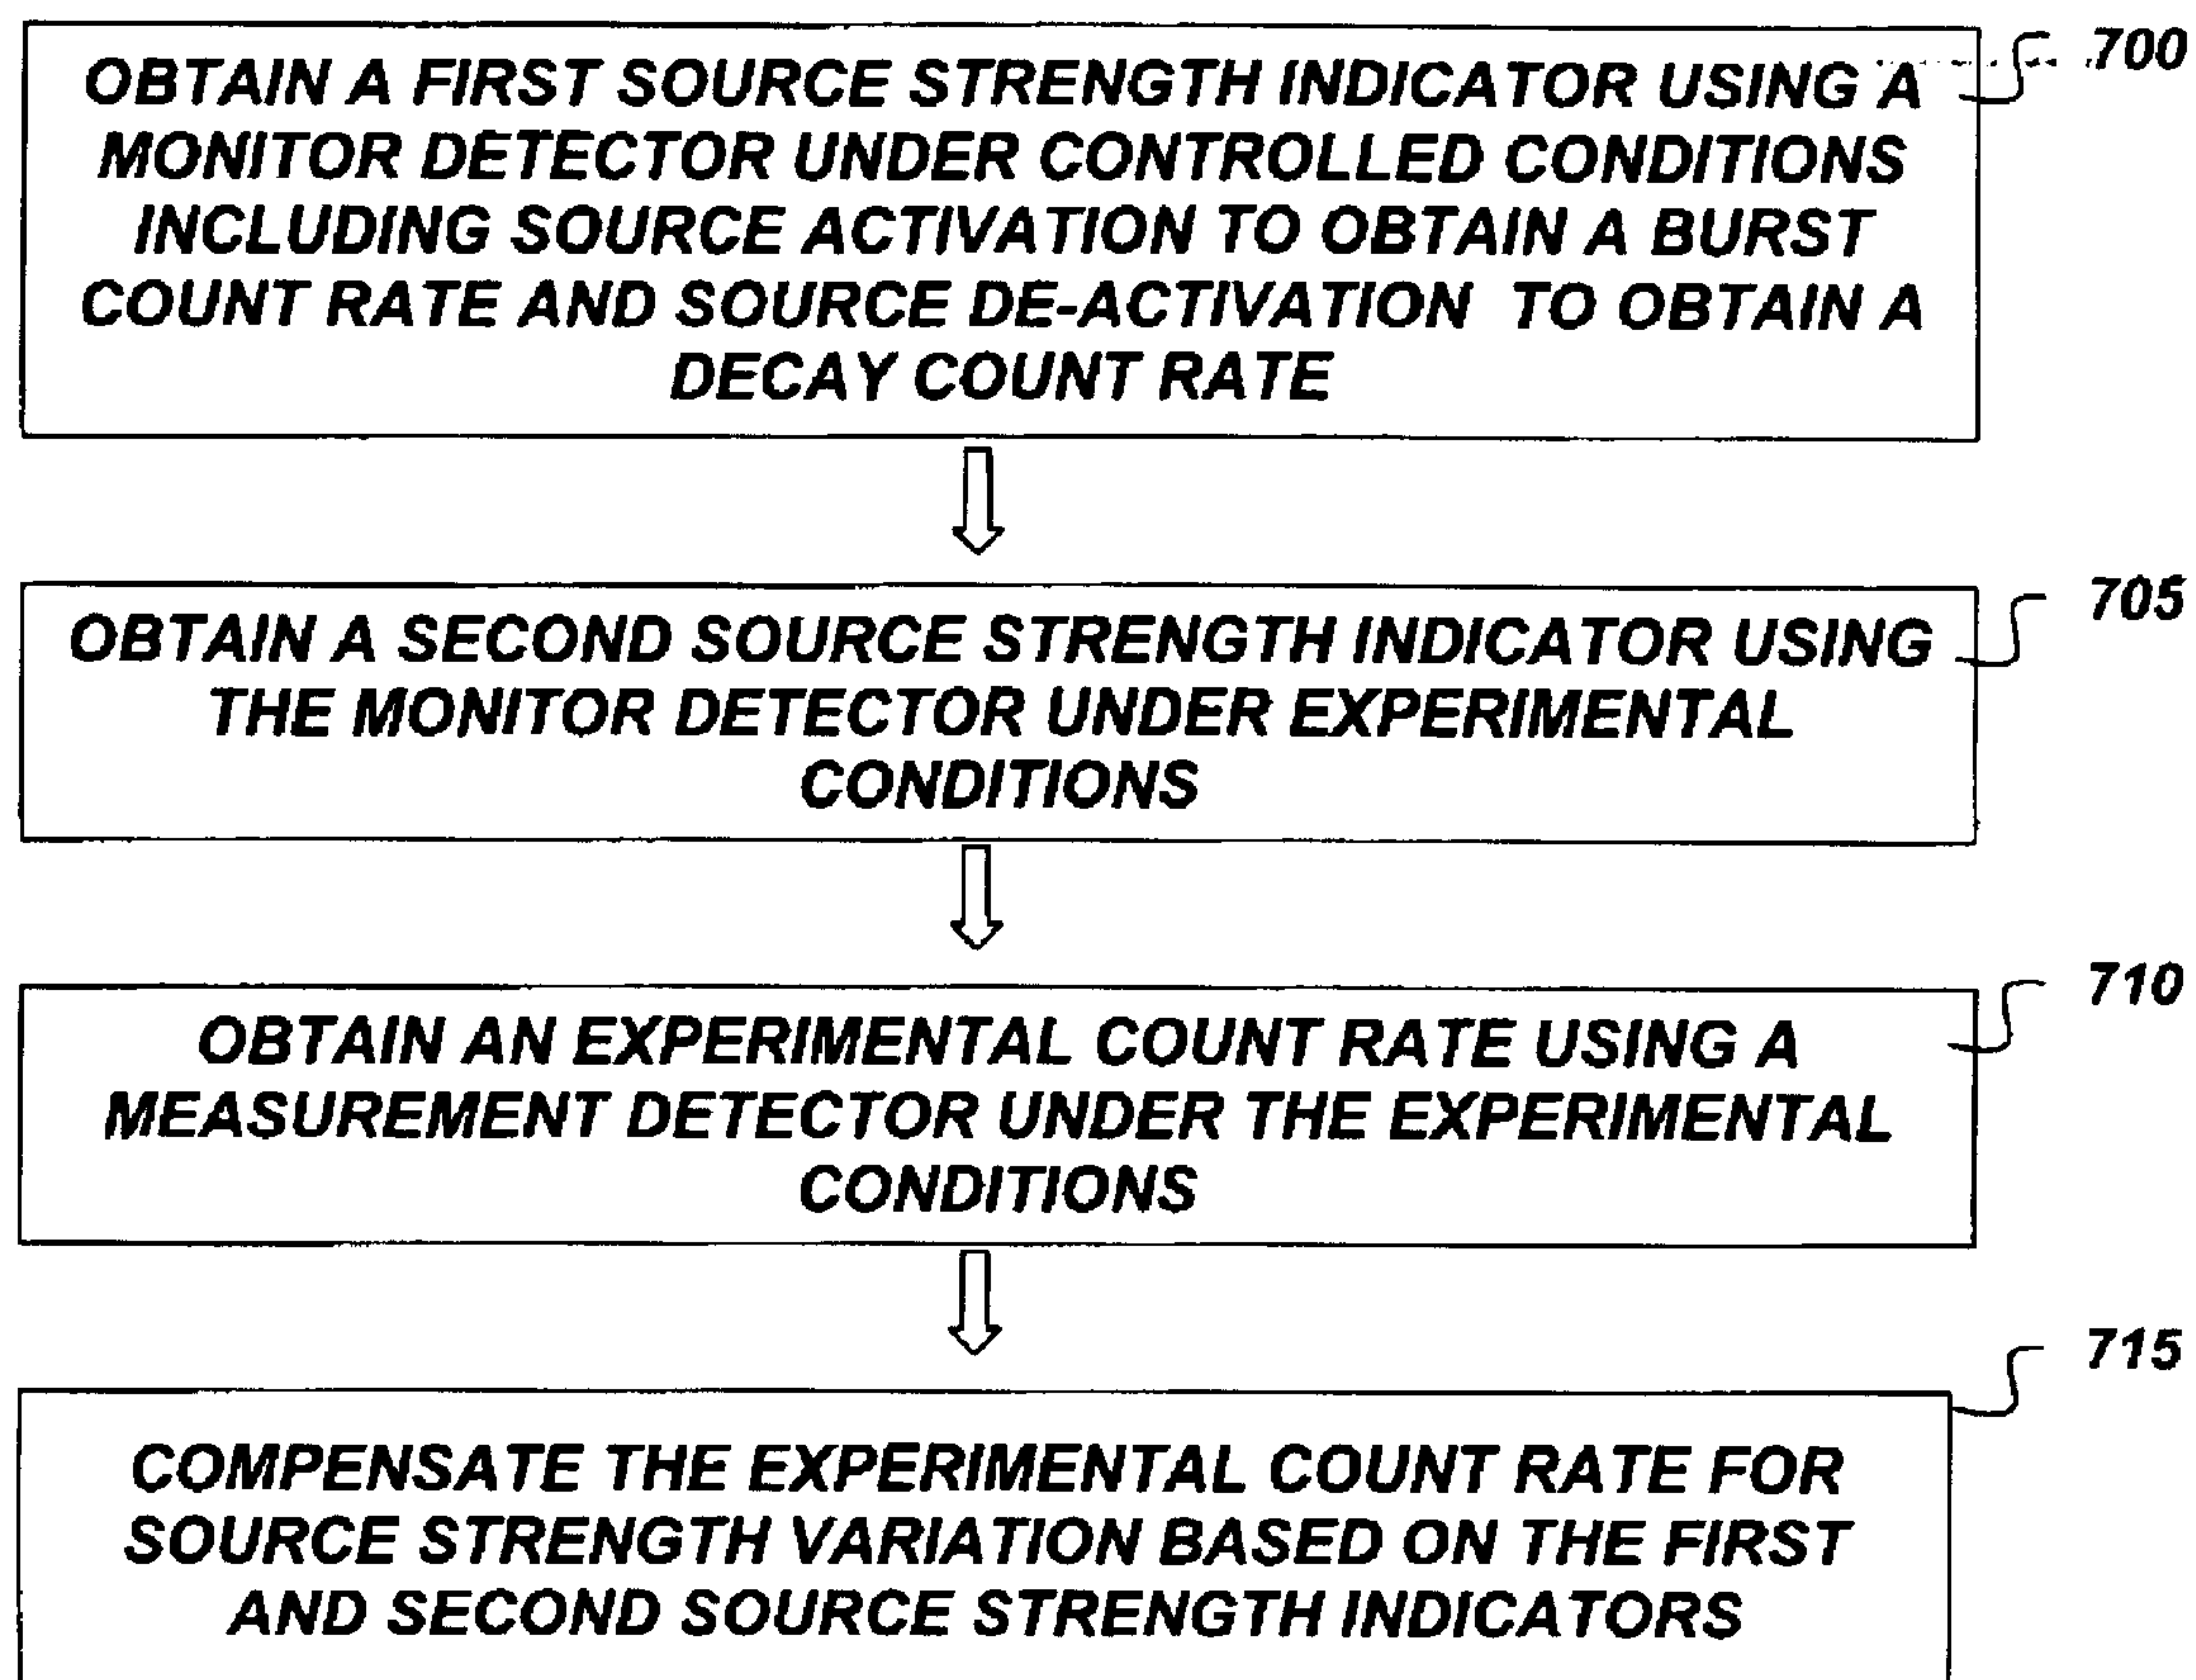 OBTAIN A FIRST SOURCE STRENGTH INDICATOR USING A
MONITOR DETECTOR UNDER CONTROLLED CONDITIONS
INCLUDING SOURCE ACTIVATION TO OBTAIN A BURST
COUNT RATE AND SOURCE DE-ACTIVATION TO OBTAIN A
DECAY COUNT RATE
700
OBTAIN A SECOND SOURCE STRENGTH INDICATOR USING
THE MONITOR DETECTOR UNDER EXPERIMENTAL
CONDITIONS
705
OBTAIN AN EXPERIMENTAL COUNT RATE USING A
MEASUREMENT DETECTOR UNDER THE EXPERIMENTAL
CONDITIONS
710
COMPENSATE THE EXPERIMENTAL COUNT RATE FOR
SOURCE STRENGTH VARIATION BASED ON THE FIRST
AND SECOND SOURCE STRENGTH INDICATORS
715